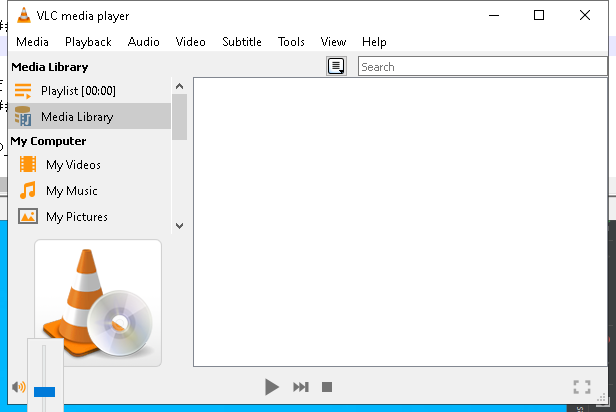 VLC media player
Media Playback Audio Video Subtitle Tools View Help
Media Library
Search
Playlist [00:00]
Media Library
My Computer
My Videos
My Music
My Pictures